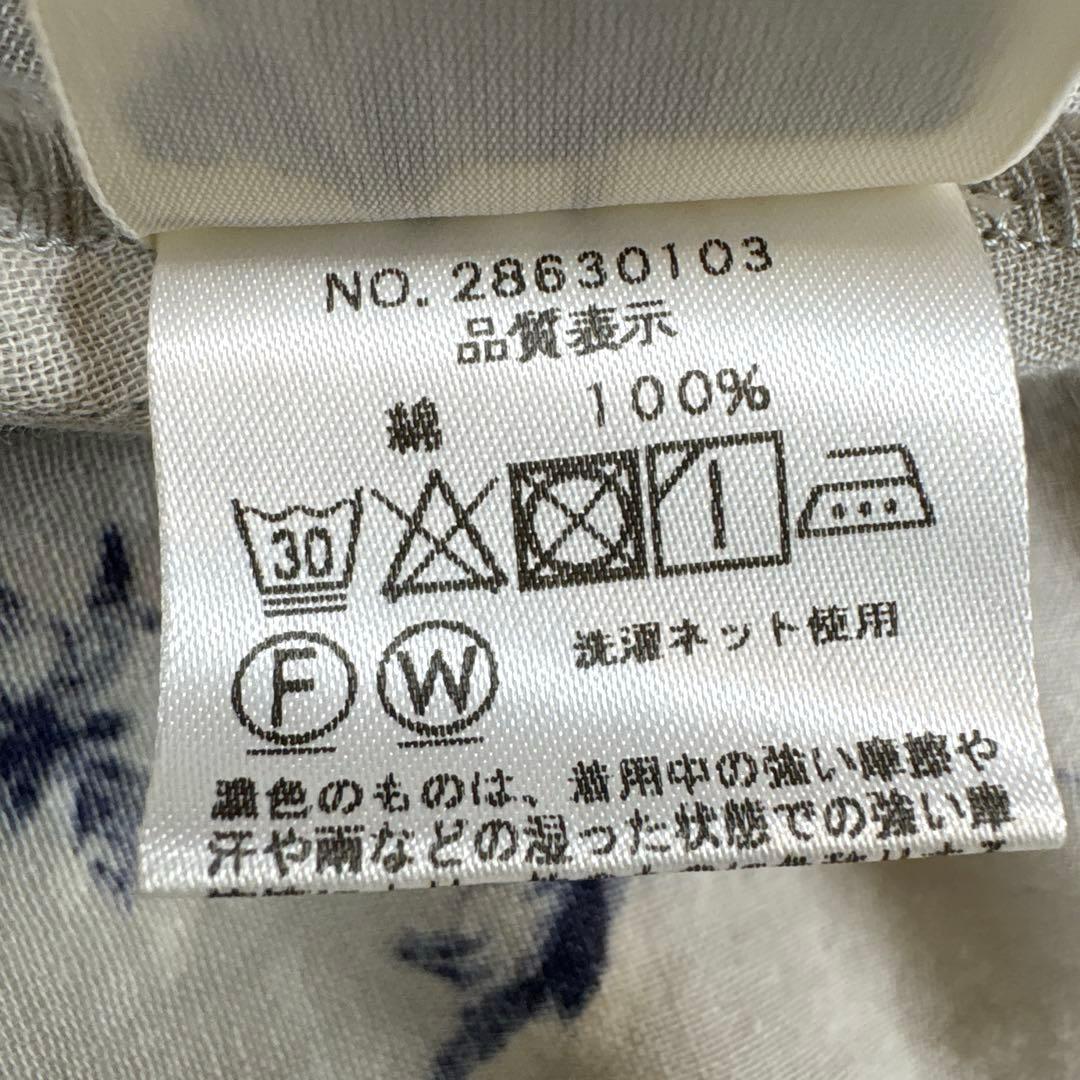 NO. 28630103
品質表示
綿 100%
30
F W 洗濯ネット使用
濃色のものは、着用中の強い摩擦や
汗や雨などの湿った状態での強い摩